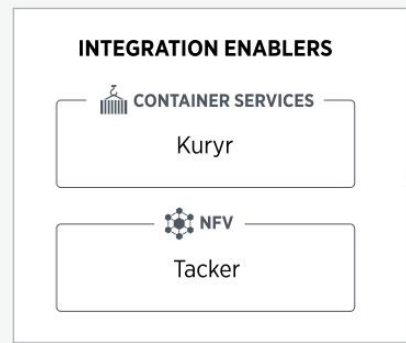 INTEGRATION ENABLERS
CONTAINER SERVICES
Kuryr
NFV
Tacker